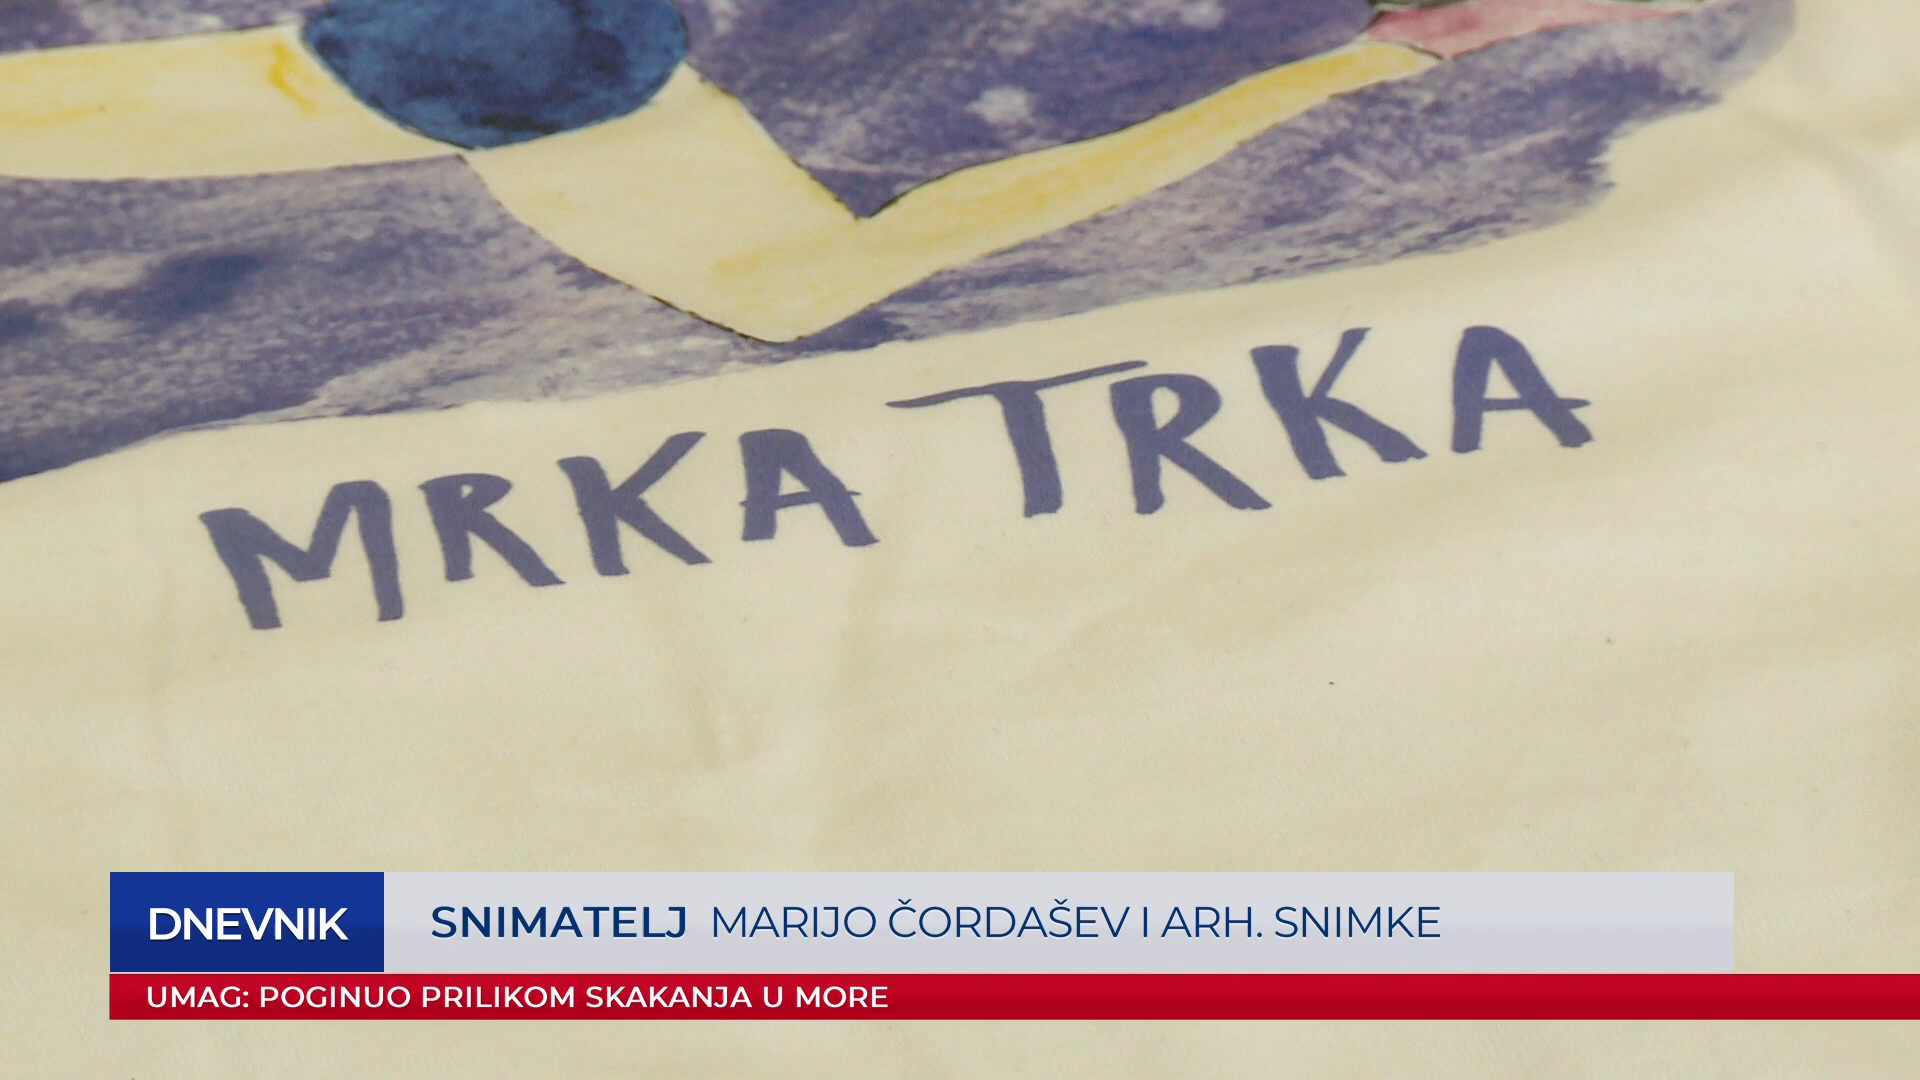 MRKA TRKA
DNEVNIK
SNIMATELJ MARIJO ČORDAŠEV I ARH. SNIMKE
UMAG: POGINUO PRILIKOM SKAKANJA U MORE